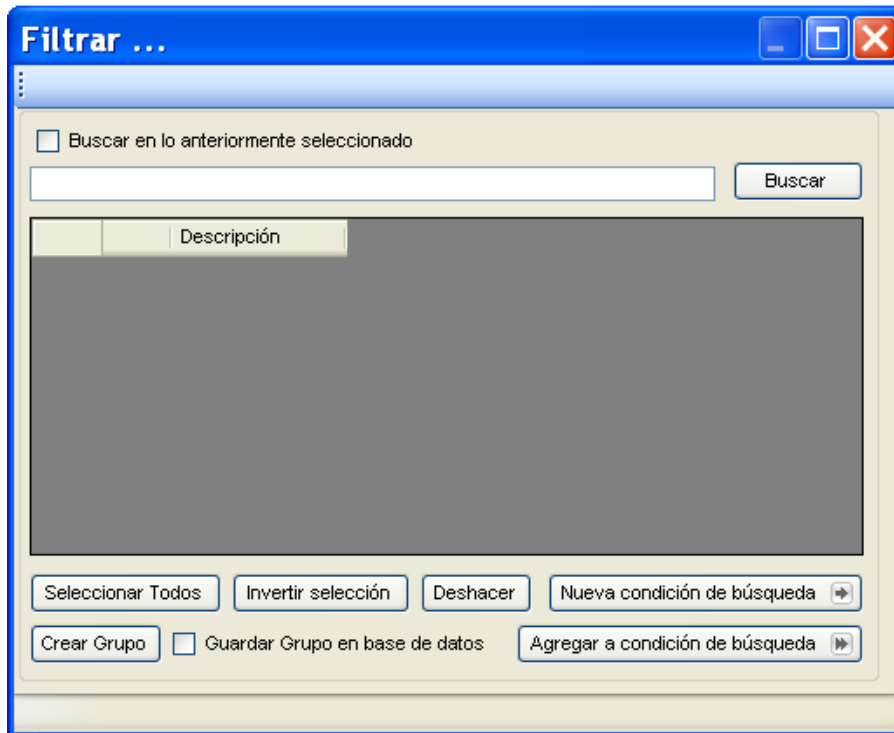 Filtrar ...
Buscar en lo anteriormente seleccionado
Buscar
Descripción
Seleccionar Todos Invertir selección Deshacer Nueva condición de búsqueda
Crear Grupo Guardar Grupo en base de datos Agregar a condición de búsqueda